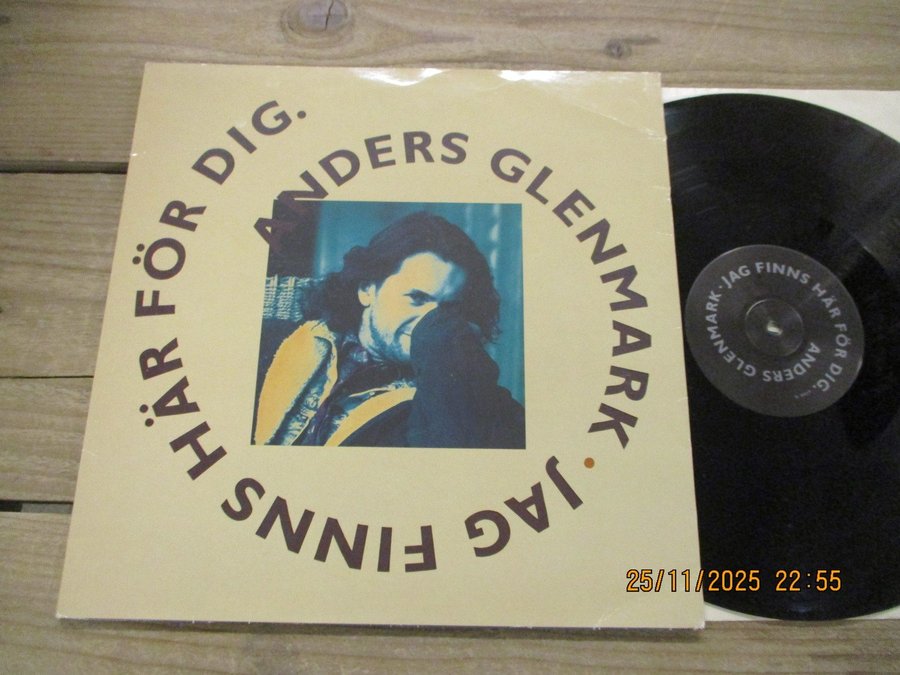 ANDERS GLENMARK · JAG FINNS HÄR FÖR DIG.
ANDERS GLENMARK · JAG FINNS HÄR FÖR DIG.
25/11/2025 22:55